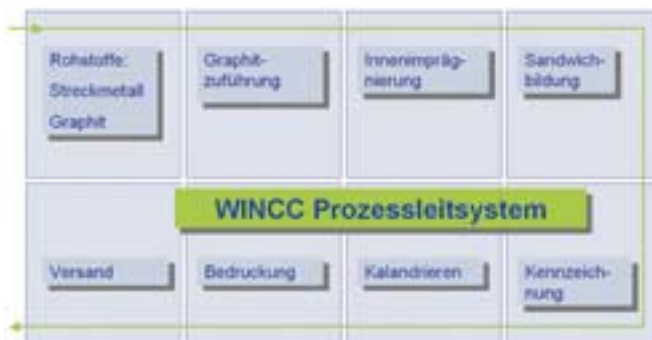 Rohstoffe:
Streckmetall
Graphit
Graphit-
zuführung
Innenimpräg-
nierung
Sandwich-
bildung
WINCC Prozessleitsystem
Versand
Bedruckung
Kalandrieren
Kennzeich-
nung